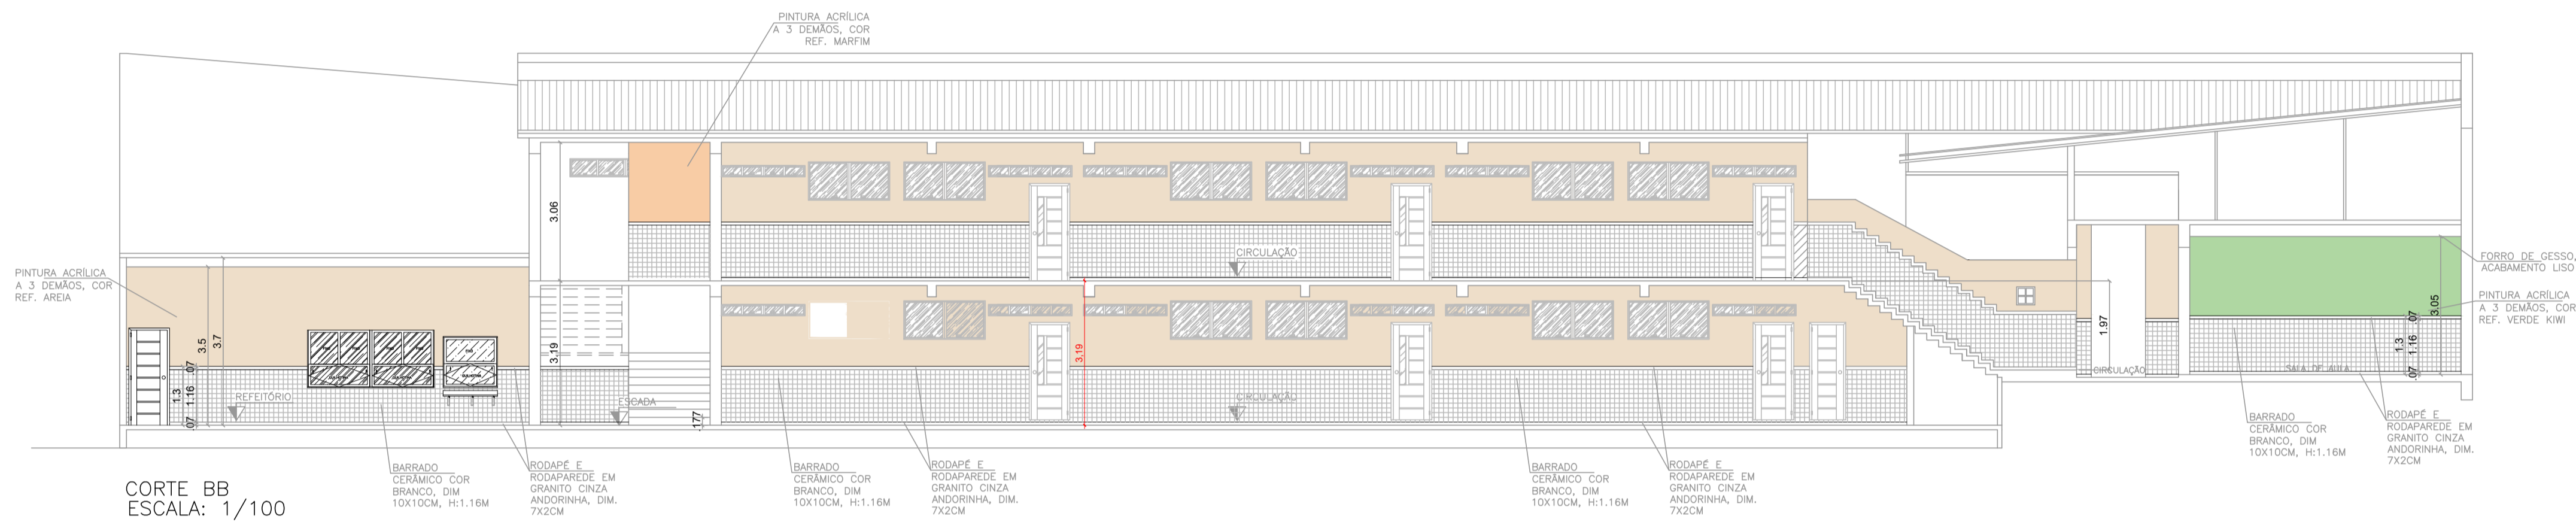 PINTURA ACRÍLICA
A 3 DEMÃOS, COR
REF. MARFIM
3.06
CIRCULAÇÃO
PINTURA ACRÍLICA
A 3 DEMÃOS, COR
REF. AREIA
3.5
3.7
1.3
.07
1.16
.07
REFEITÓRIO
3.19
ESCADA
.177
3.19
CIRCULAÇÃO
1.97
CIRCULAÇÃO
SALA DE AULA
1.3
.07
1.16
.07
3.05
FORRO DE GESSO,
ACABAMENTO LISO
PINTURA ACRÍLICA
A 3 DEMÃOS, COR
REF. VERDE KIWI
BARRADO
CERÂMICO COR
BRANCO, DIM
10X10CM, H:1.16M
RODAPÉ E
RODAPAREDE EM
GRANITO CINZA
ANDORINHA, DIM.
7X2CM
BARRADO
CERÂMICO COR
BRANCO, DIM
10X10CM, H:1.16M
RODAPÉ E
RODAPAREDE EM
GRANITO CINZA
ANDORINHA, DIM.
7X2CM
BARRADO
CERÂMICO COR
BRANCO, DIM
10X10CM, H:1.16M
RODAPÉ E
RODAPAREDE EM
GRANITO CINZA
ANDORINHA, DIM.
7X2CM
BARRADO
CERÂMICO COR
BRANCO, DIM
10X10CM, H:1.16M
RODAPÉ E
RODAPAREDE EM
GRANITO CINZA
ANDORINHA, DIM.
7X2CM
CORTE BB
ESCALA: 1/100